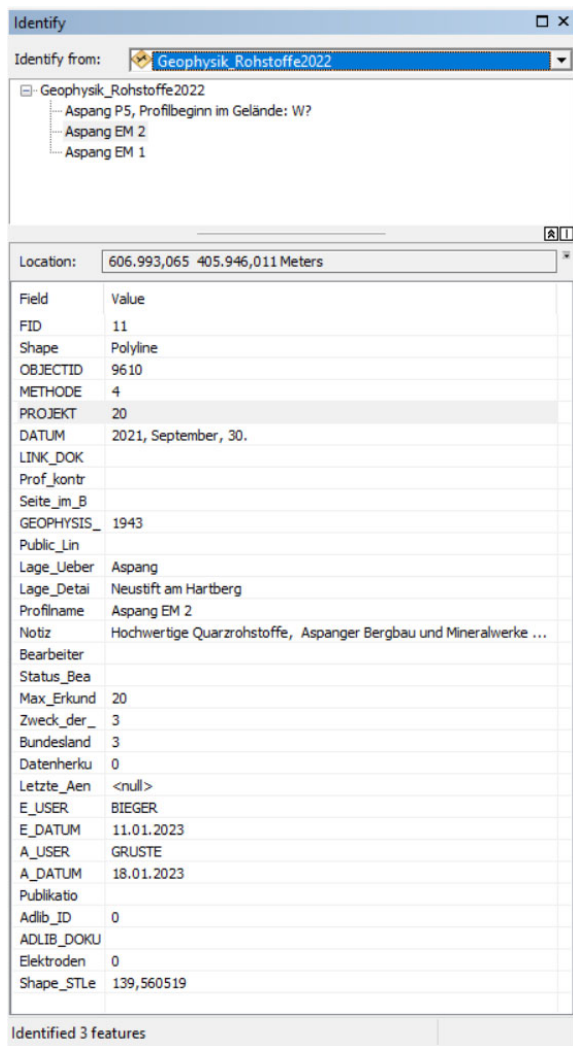 Identify
Identify from: Geophysik_Rohstoffe2022
Geophysik_Rohstoffe2022
Aspang P5, Profilbeginn im Gelände: W?
Aspang EM 2
Aspang EM 1
Location: 606.993,065 405.946,011 Meters
Field Value
FID 11
Shape Polyline
OBJECTID 9610
METHODE 4
PROJEKT 20
DATUM 2021, September, 30.
LINK_DOK
Prof_kontr
Seite_im_B
GEOPHYSIS_ 1943
Public_Lin
Lage_Ueber Aspang
Lage_Detai Neustift am Hartberg
Profilname Aspang EM 2
Notiz Hochwertige Quarzrohstoffe, Aspanger Bergbau und Mineralwerke ...
Bearbeiter
Status_Bea
Max_Erkund 20
Zweck_der_ 3
Bundesland 3
Datenherku 0
Letzte_Aen <null>
E_USER BIEGER
E_DATUM 11.01.2023
A_USER GRUSTE
A_DATUM 18.01.2023
Publikatio
Adlib_ID 0
ADLIB_DOKU
Elektroden 0
Shape_STLe 139,560519
Identified 3 features